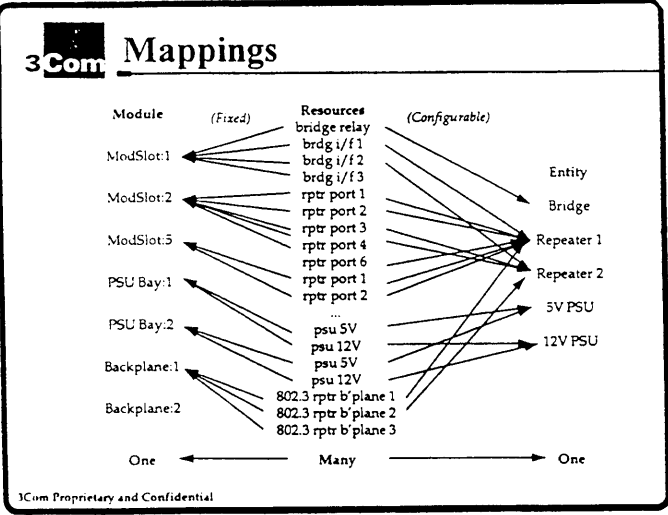 3Com
Mappings
Module
(Fixed)
Resources
(Configurable)
bridge relay
brdg i/f 1
brdg i/f 2
brdg i/f 3
rptr port 1
rptr port 2
rptr port 3
rptr port 4
rptr port 6
rptr port 1
rptr port 2
...
psu 5V
psu 12V
psu 5V
psu 12V
802.3 rptr b'plane 1
802.3 rptr b'plane 2
802.3 rptr b'plane 3
ModSlot:1
ModSlot:2
ModSlot:5
PSU Bay:1
PSU Bay:2
Backplane:1
Backplane:2
Entity
Bridge
Repeater 1
Repeater 2
5V PSU
12V PSU
One
Many
One
3Com Proprietary and Confidential